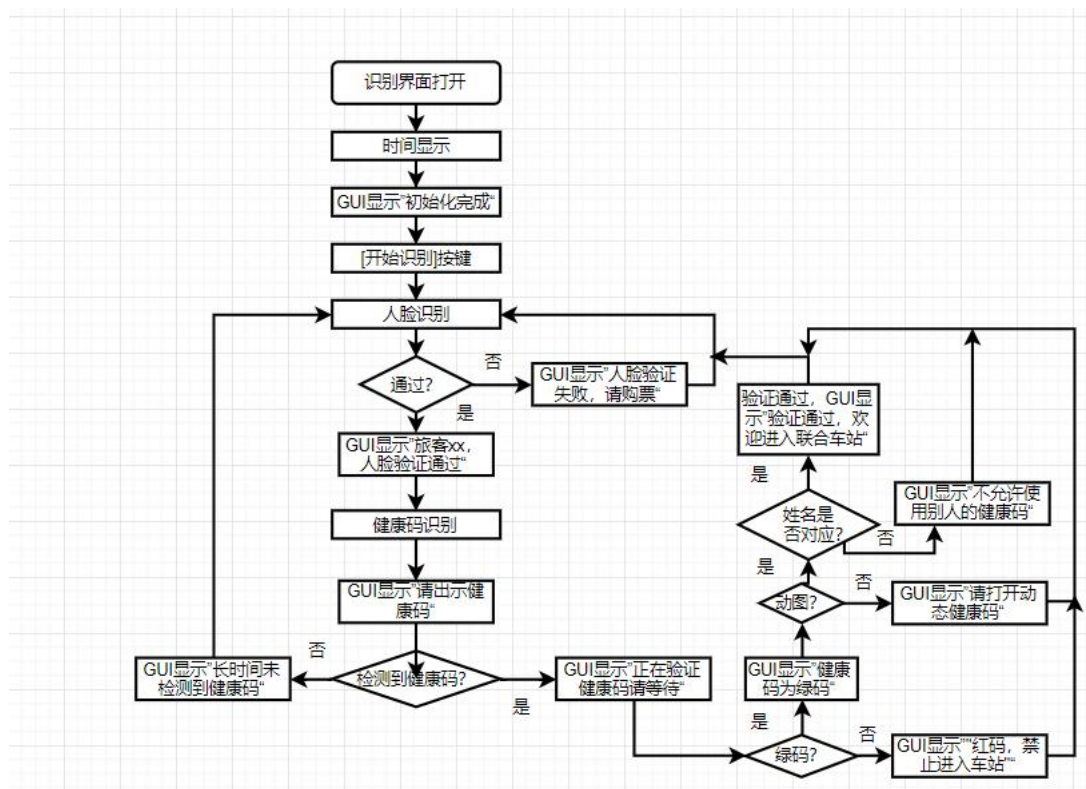 识别界面打开
时间显示
GUI显示"初始化完成“
[开始识别]按键
人脸识别
通过？
否
GUI显示"人脸验证
失败，请购票“
是
GUI显示"旅客xx，
人脸验证通过“
健康码识别
GUI显示"请出示健
康码“
检测到健康码？
否
GUI显示"长时间未
检测到健康码“
是
GUI显示"正在验证
健康码请等待“
绿码？
否
GUI显示""红码，禁
止进入车站"“
是
GUI显示"健康
码为绿码“
动图？
否
GUI显示"请打开动
态健康码“
是
姓名是
否对应？
否
GUI显示"不允许使
用别人的健康码“
是
验证通过，GUI显
示"验证通过，欢
迎进入联合车站“